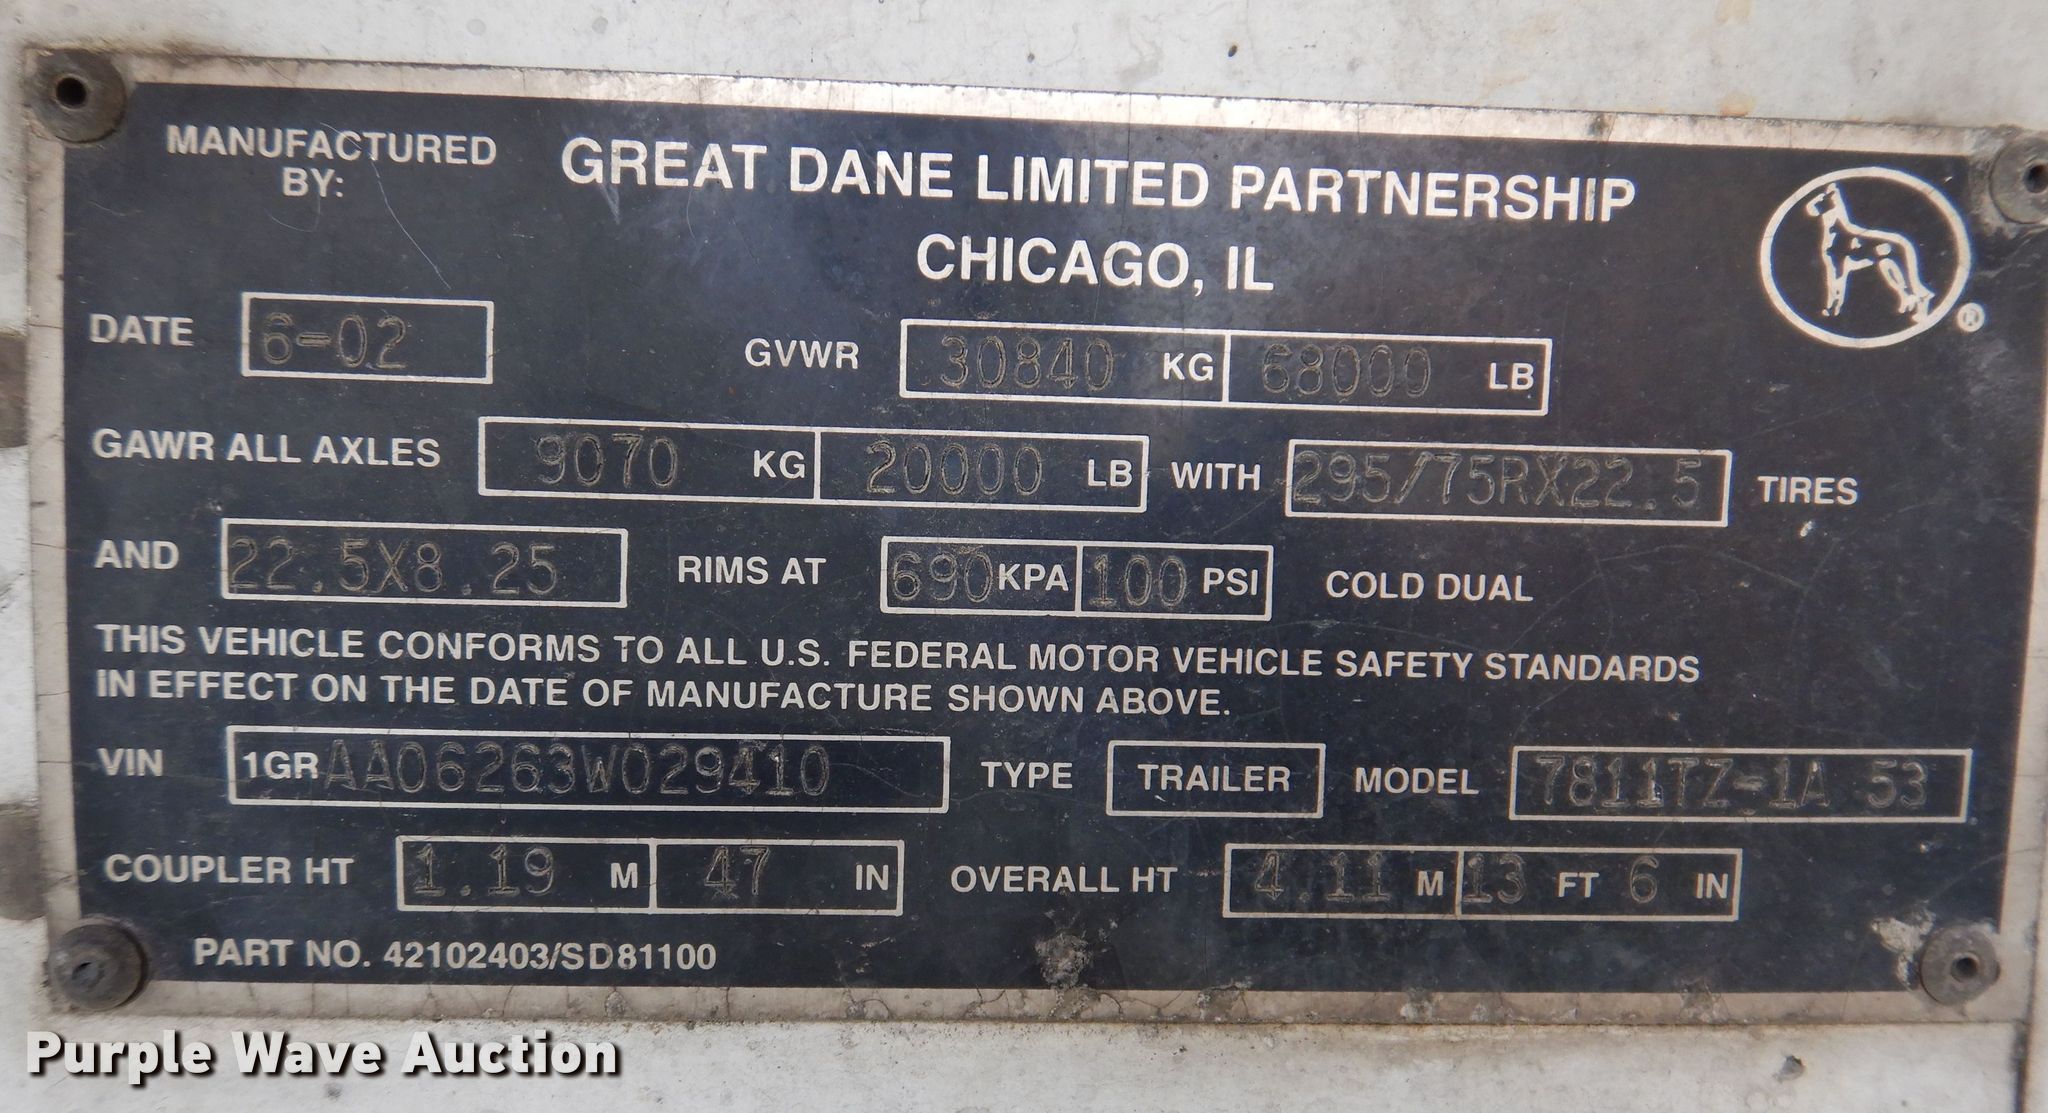 MANUFACTURED BY: GREAT DANE LIMITED PARTNERSHIP
CHICAGO, IL
®
DATE 6-02 GVWR 30840 KG 68000 LB
GAWR ALL AXLES 9070 KG 20000 LB WITH 295/75RX22.5 TIRES
AND 22.5X8.25 RIMS AT 690 KPA 100 PSI COLD DUAL
THIS VEHICLE CONFORMS TO ALL U.S. FEDERAL MOTOR VEHICLE SAFETY STANDARDS
IN EFFECT ON THE DATE OF MANUFACTURE SHOWN ABOVE.
VIN 1GRAA06263W029410 TYPE TRAILER MODEL 7811TZ-1A 53
COUPLER HT 1.19 M 47 IN OVERALL HT 4.11 M 13 FT 6 IN
PART NO. 42102403/SD81100
Purple Wave Auction